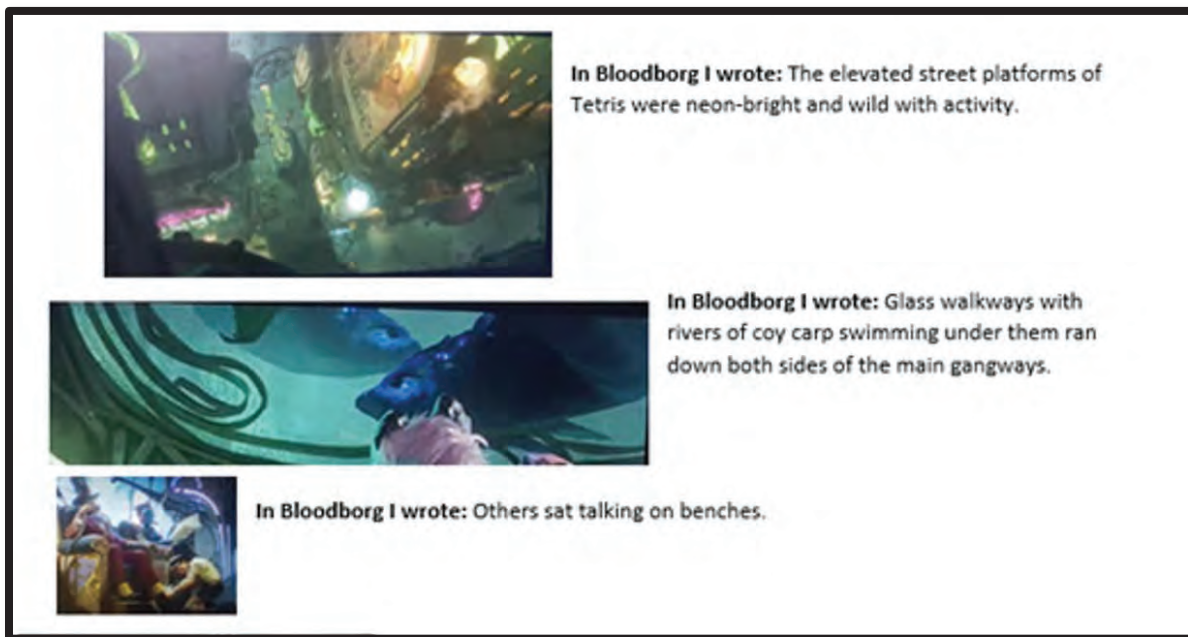 In Bloodborg I wrote: The elevated street platforms of
Tetris were neon-bright and wild with activity.
In Bloodborg I wrote: Glass walkways with
rivers of coy carp swimming under them ran
down both sides of the main gangways.
In Bloodborg I wrote: Others sat talking on benches.